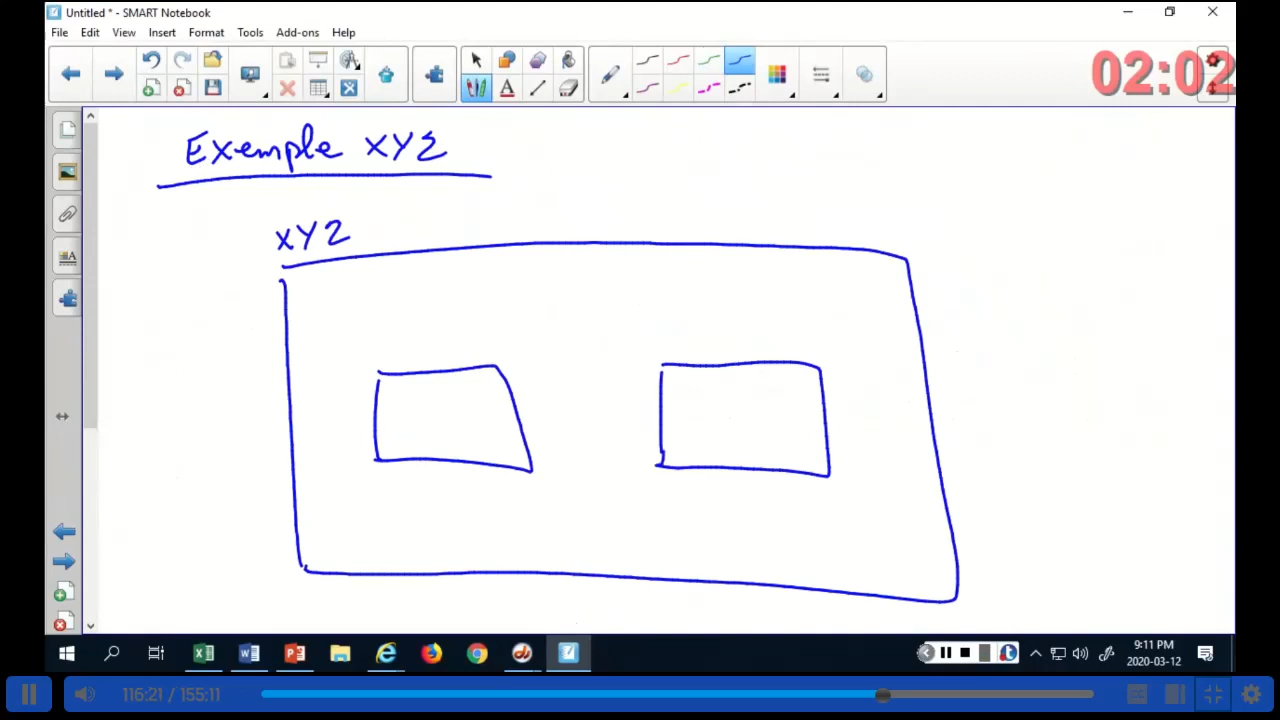 Untitled * - SMART Notebook
File Edit View Insert Format Tools Add-ons Help
02:02
Exemple XYZ
XYZ
9:11 PM
2020-03-12
116:21 / 155:11